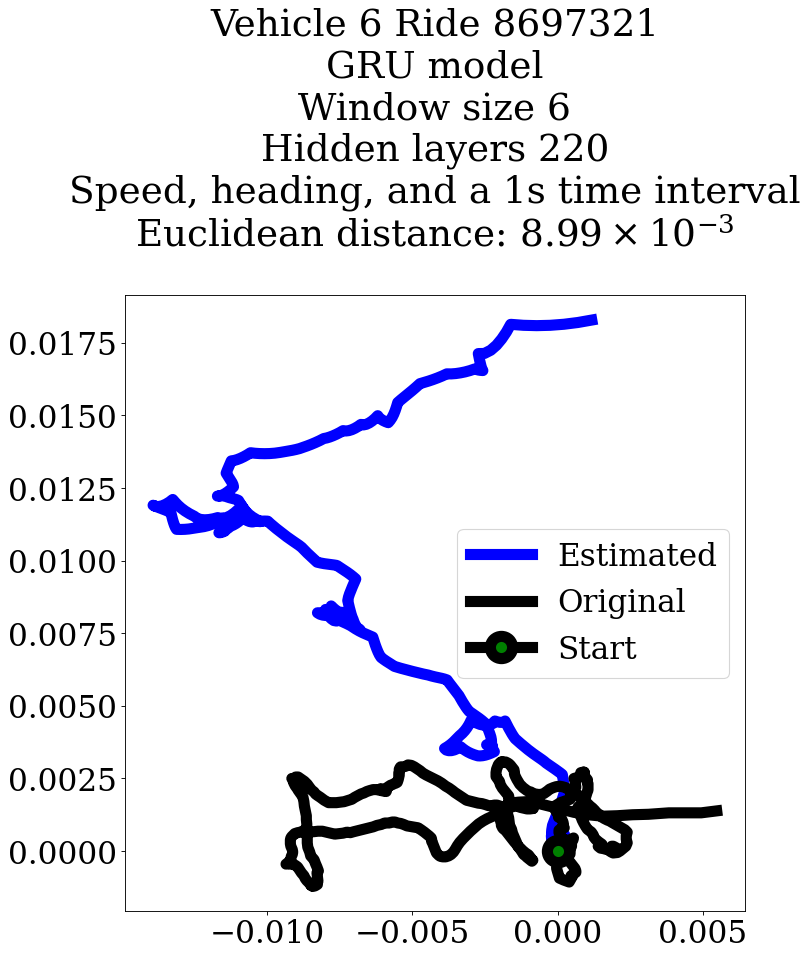 Vehicle 6 Ride 8697321
GRU model
Window size 6
Hidden layers 220
Speed, heading, and a 1s time interval
Euclidean distance: 8.99 × 10⁻³
0.0175
0.0150
0.0125
0.0100
0.0075
0.0050
0.0025
0.0000
Estimated
Original
Start
−0.010 −0.005 0.000 0.005